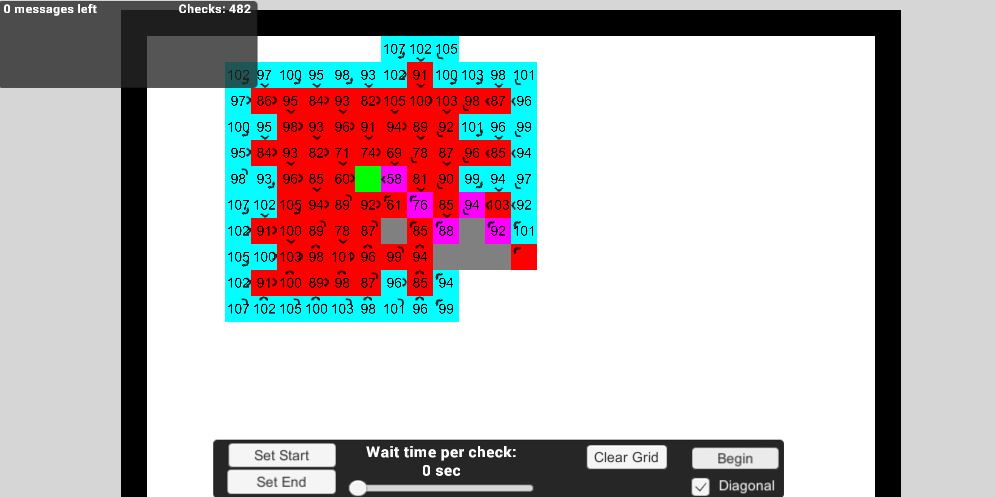 0 messages left Checks: 482
107 102 105
102 97 100 95 98 93 102 91 100 103 98 101
97 86 95 84 93 82 105 100 103 98 87 96
100 95 98 93 96 91 94 89 92 101 96 99
95 84 93 82 71 74 69 78 87 96 85 94
98 93 96 85 60 58 81 90 99 94 97
107 102 105 94 89 92 61 76 85 94 103 92
102 91 100 89 78 87 85 88 92 101
105 100 103 98 101 96 99 94
102 91 100 89 98 87 96 85 94
107 102 105 100 103 98 101 96 99
Set Start
Set End
Wait time per check:
0 sec
Clear Grid
Begin
Diagonal